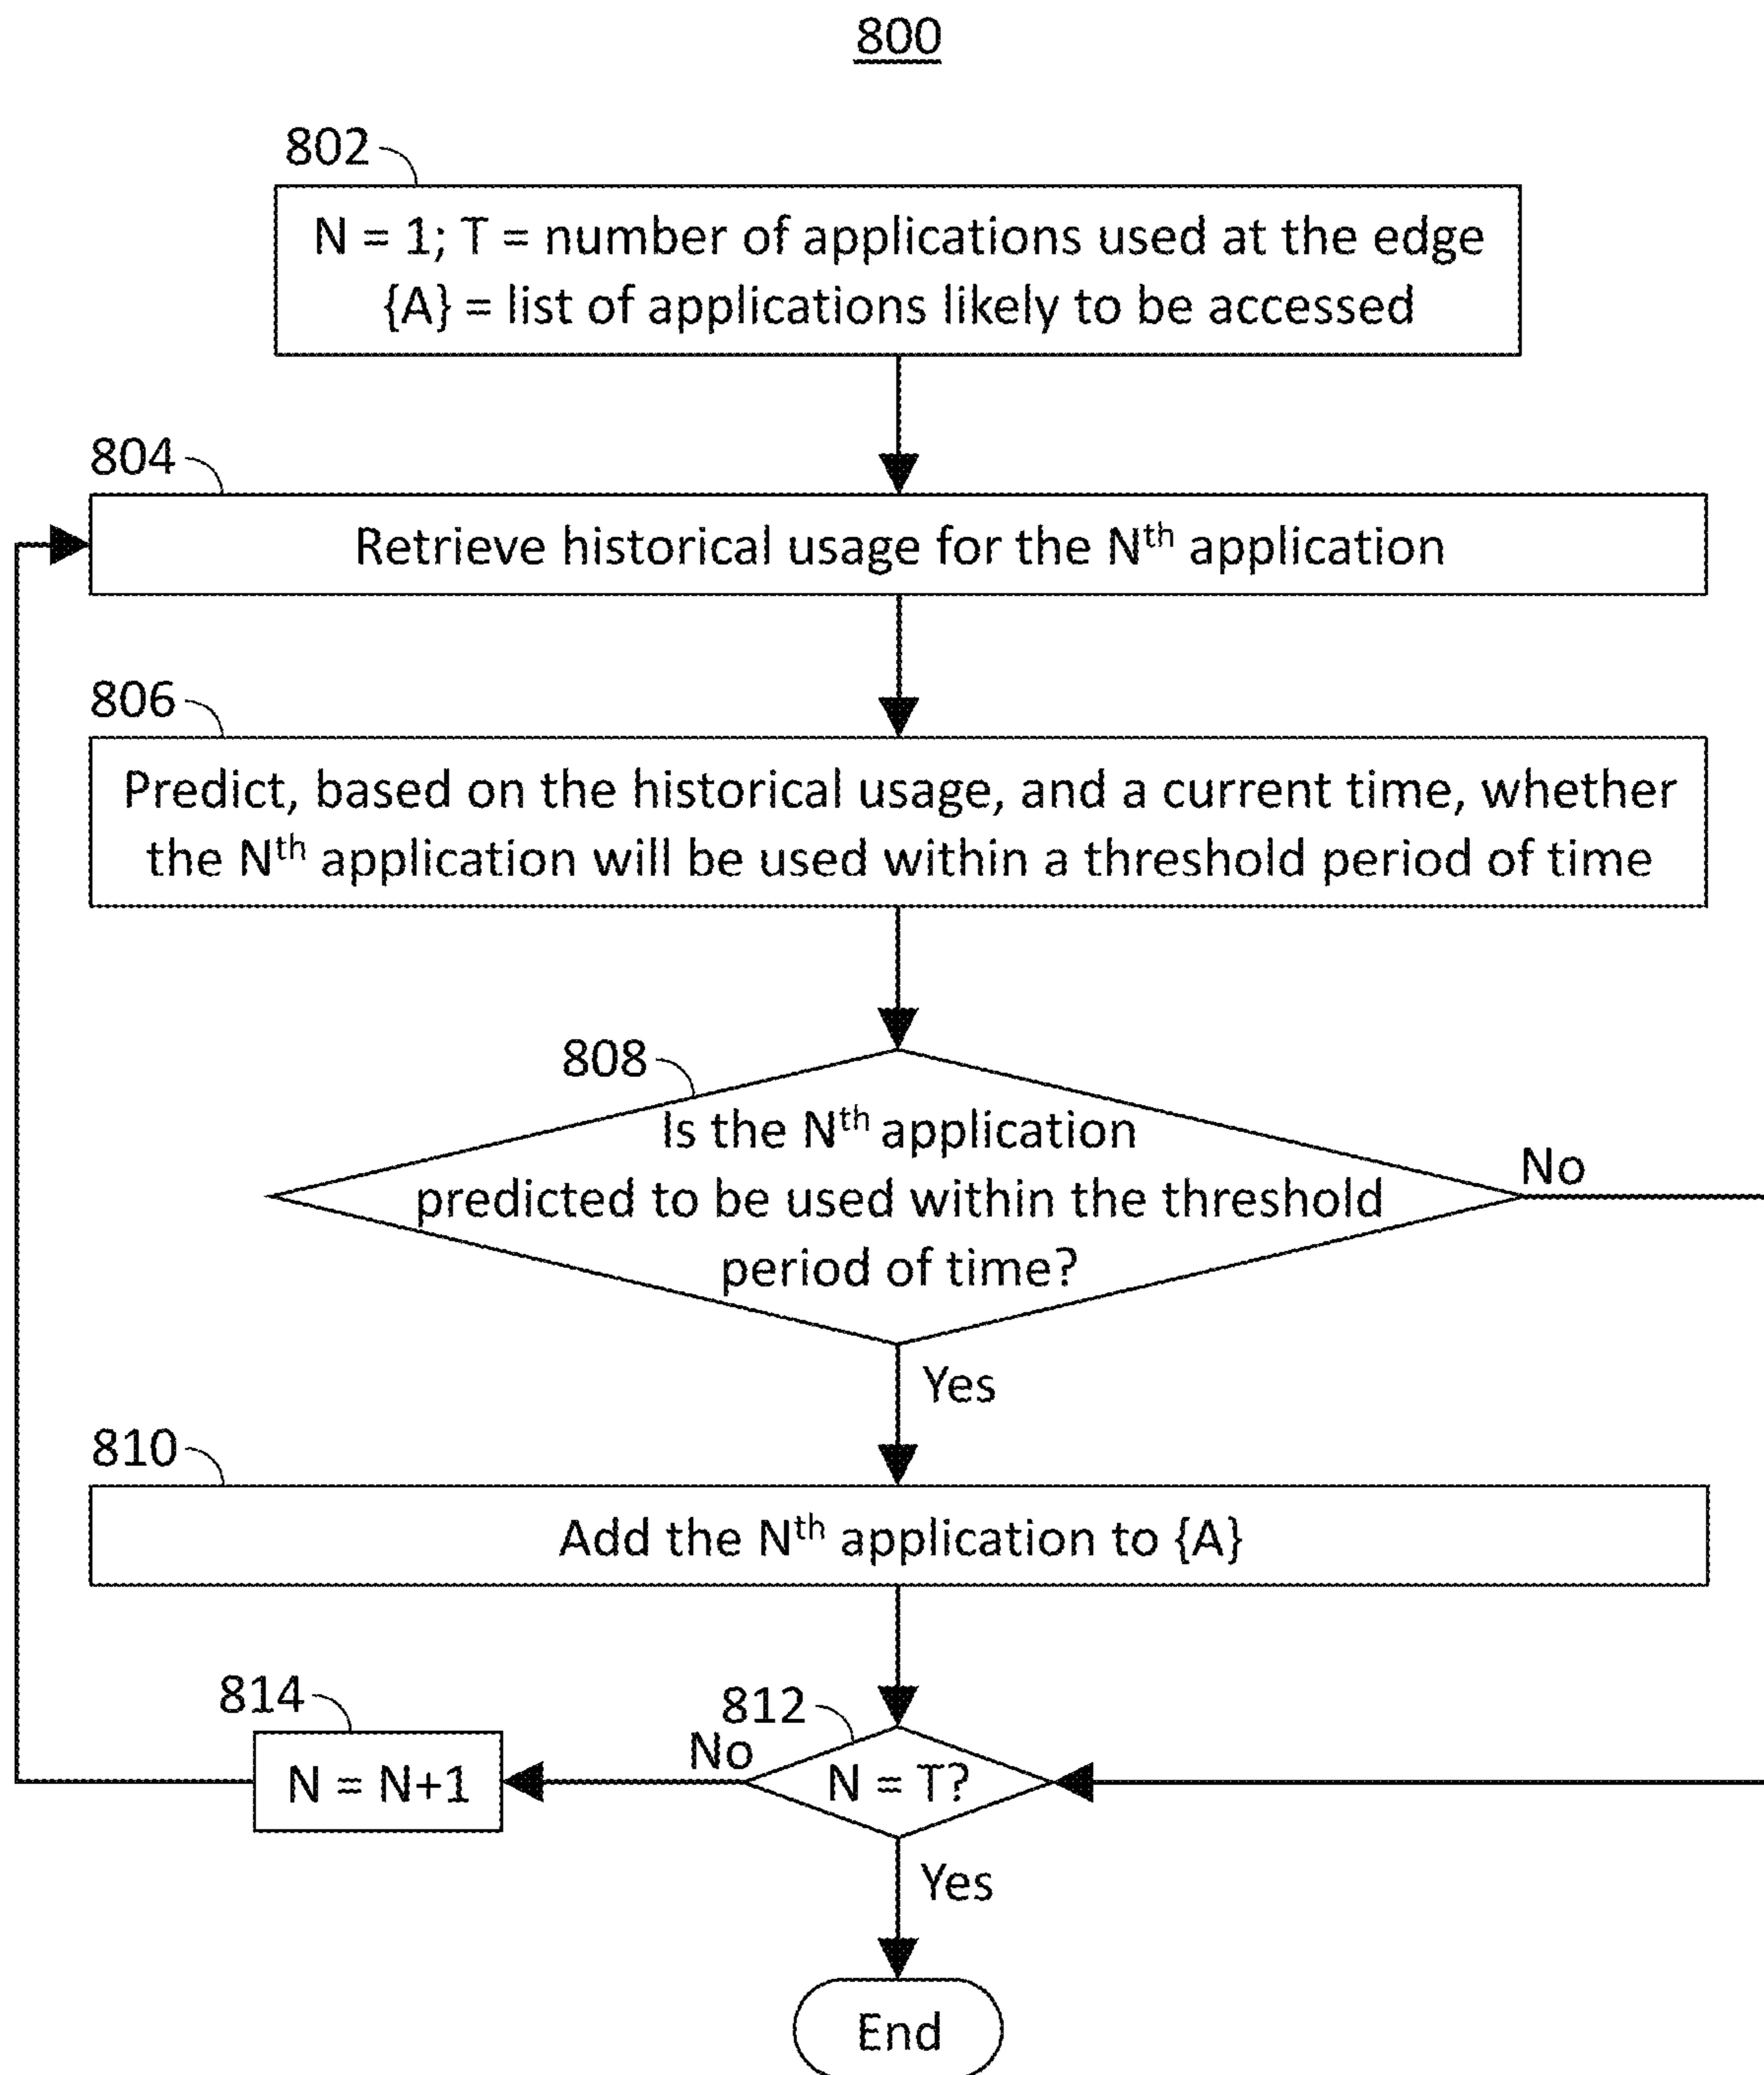 800
802
N = 1; T = number of applications used at the edge
{A} = list of applications likely to be accessed
804
Retrieve historical usage for the Nth application
806
Predict, based on the historical usage, and a current time, whether
the Nth application will be used within a threshold period of time
808
Is the Nth application
predicted to be used within the threshold
period of time?
No
Yes
810
Add the Nth application to {A}
814
812
N = N+1
No
N = T?
Yes
End